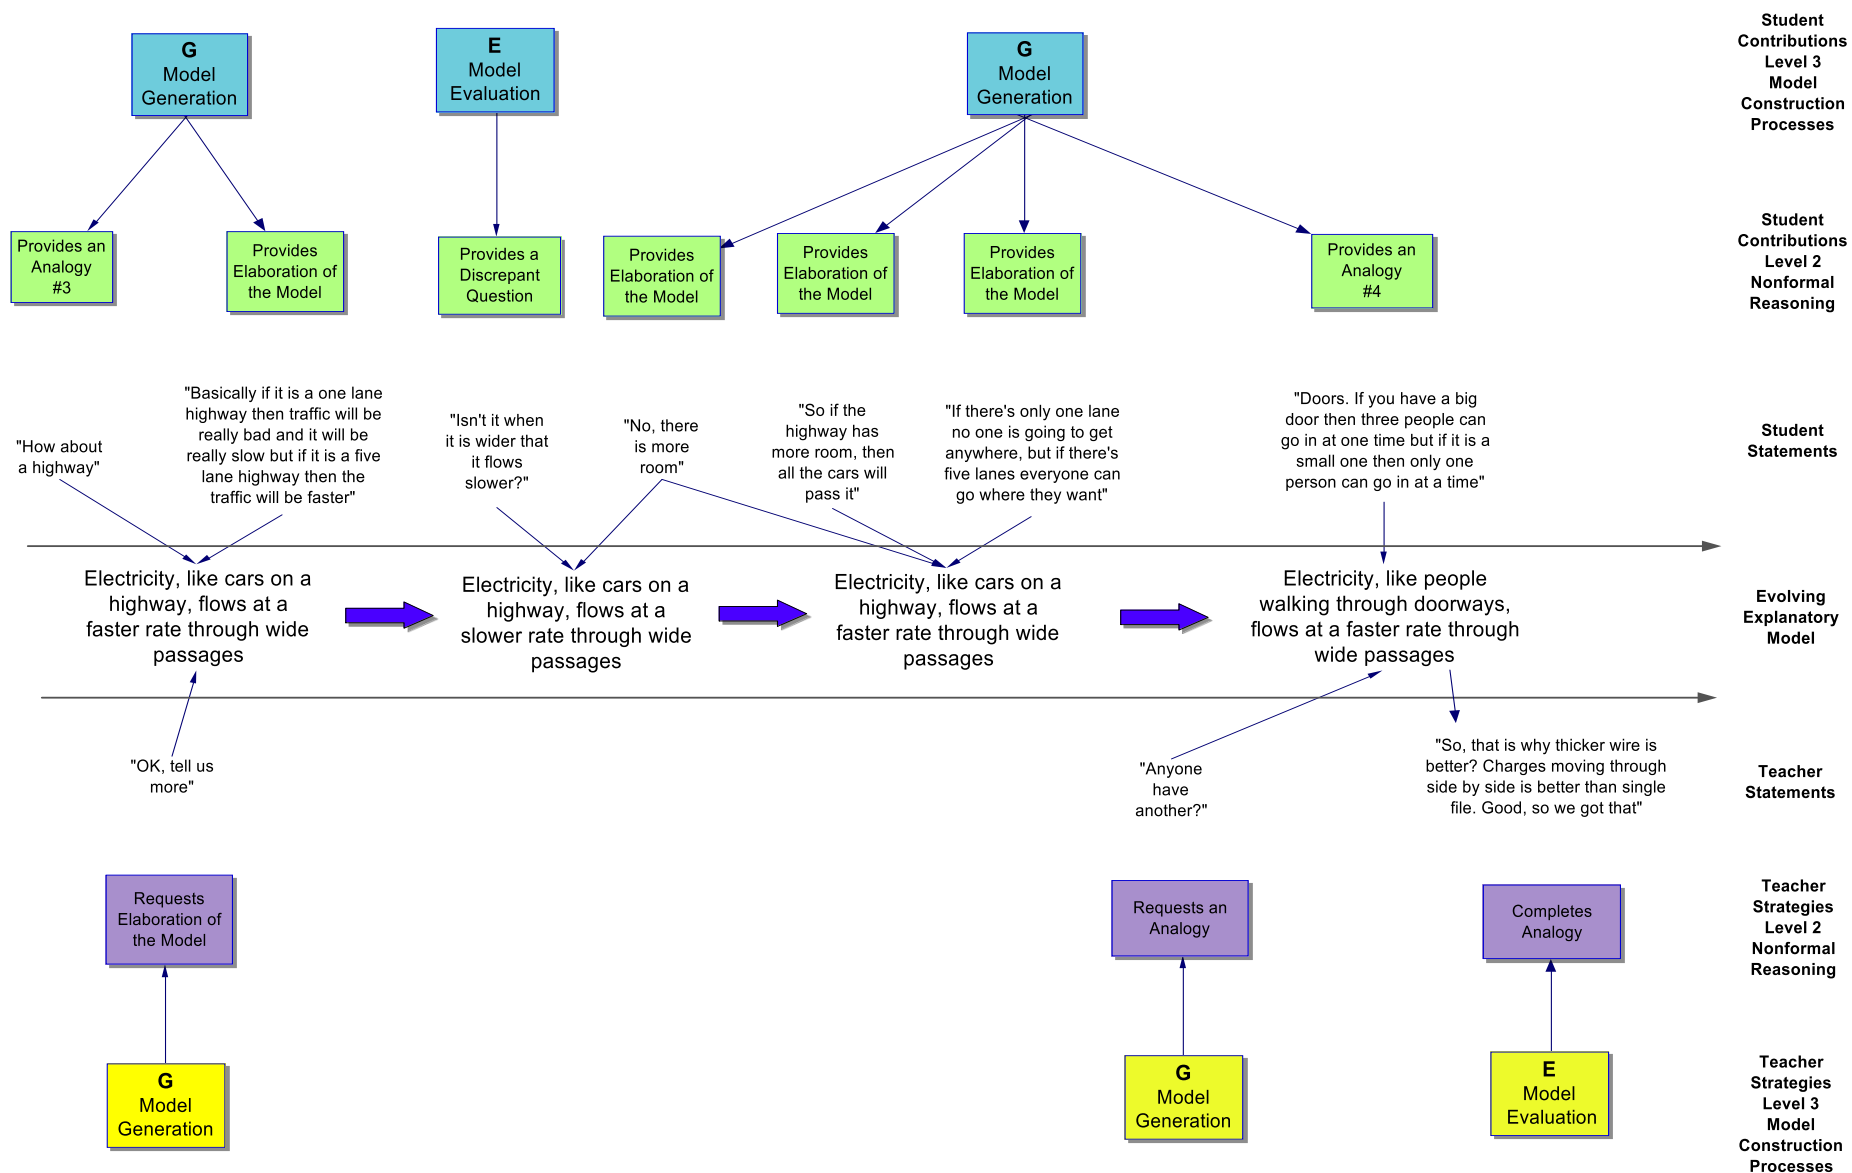 G
Model
Generation
E
Model
Evaluation
G
Model
Generation
Student
Contributions
Level 3
Model
Construction
Processes
Provides an
Analogy
#3
Provides
Elaboration of
the Model
Provides a
Discrepant
Question
Provides
Elaboration of
the Model
Provides
Elaboration of
the Model
Provides
Elaboration of
the Model
Provides an
Analogy
#4
Student
Contributions
Level 2
Nonformal
Reasoning
"How about
a highway"
"Basically if it is a one lane
highway then traffic will be
really bad and it will be
really slow but if it is a five
lane highway then the
traffic will be faster"
"Isn't it when
it is wider that
it flows
slower?"
"No, there
is more
room"
"So if the
highway has
more room, then
all the cars will
pass it"
"If there's only one lane
no one is going to get
anywhere, but if there's
five lanes everyone can
go where they want"
"Doors. If you have a big
door then three people can
go in at one time but if it is a
small one then only one
person can go in at a time"
Student
Statements
Electricity, like cars on a
highway, flows at a
faster rate through wide
passages
Electricity, like cars on a
highway, flows at a
slower rate through wide
passages
Electricity, like cars on a
highway, flows at a
faster rate through wide
passages
Electricity, like people
walking through doorways,
flows at a faster rate through
wide passages
Evolving
Explanatory
Model
"OK, tell us
more"
"Anyone
have
another?"
"So, that is why thicker wire is
better? Charges moving through
side by side is better than single
file. Good, so we got that"
Teacher
Statements
Requests
Elaboration of
the Model
Requests an
Analogy
Completes
Analogy
Teacher
Strategies
Level 2
Nonformal
Reasoning
G
Model
Generation
G
Model
Generation
E
Model
Evaluation
Teacher
Strategies
Level 3
Model
Construction
Processes